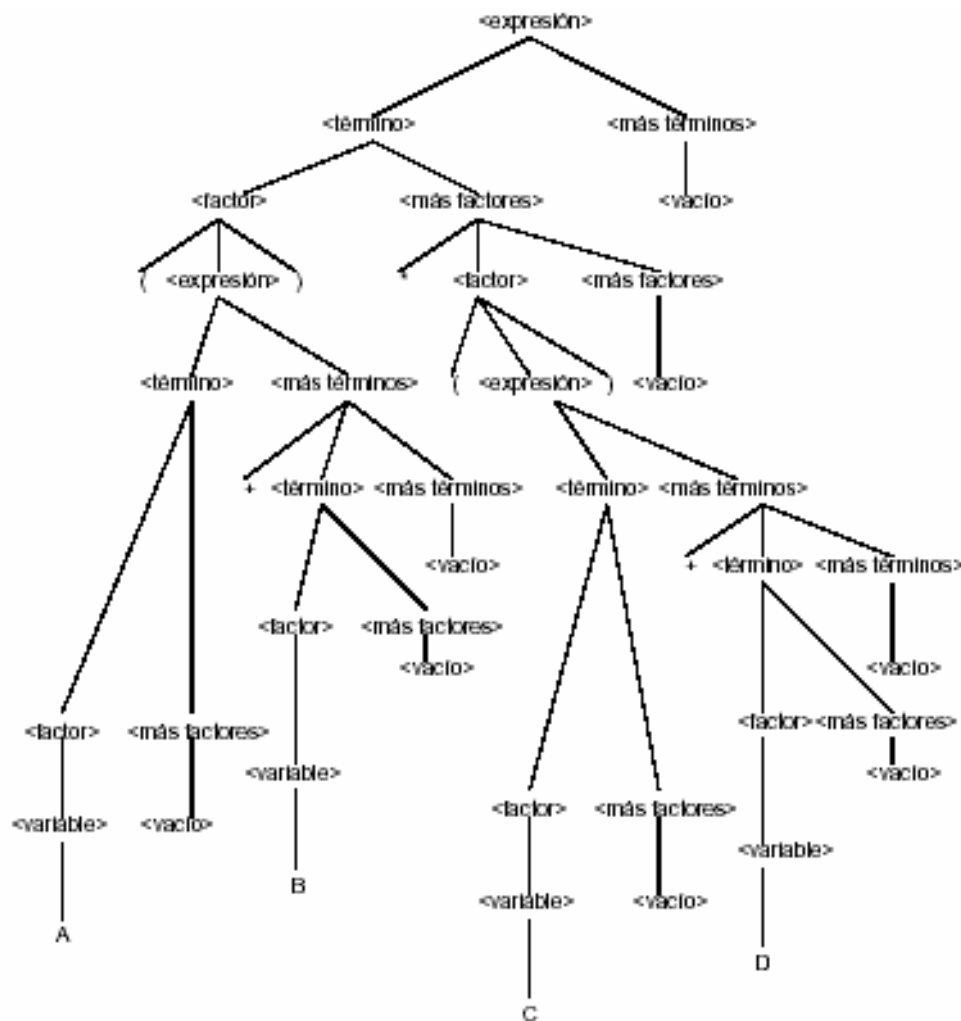 <expresión>
<término> <más términos>
<factor> <más factores> <vacío>
( <expresión> ) * <factor> <más factores>
<término> <más términos> ( <expresión> ) <vacío>
+ <término> <más términos> <término> <más términos>
<vacío> + <término> <más términos>
<factor> <más factores>
<vacío> <vacío>
<factor> <más factores> <factor> <más factores>
<variable> <vacío>
<factor> <más factores>
<variable> <vacío>
<variable>
B
<variable> <vacío>
A
D
C